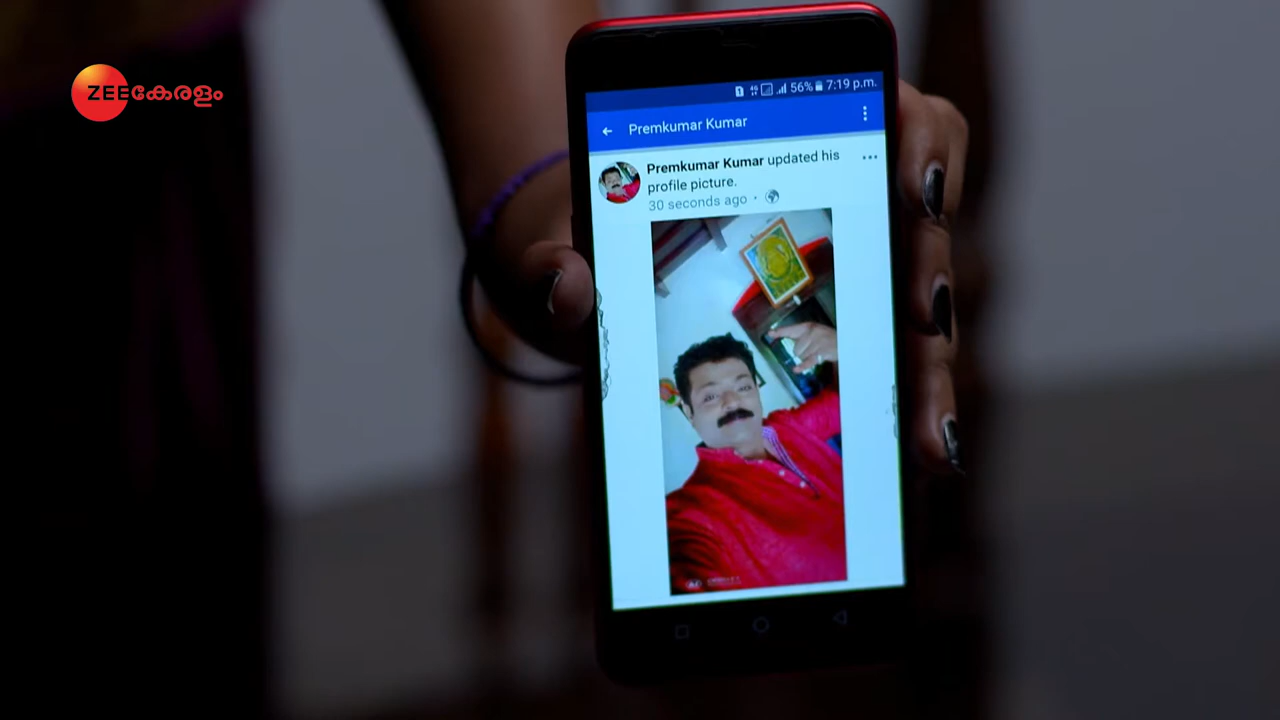 ZEEകേരളം
56% 7:19 p.m.
Premkumar Kumar
Premkumar Kumar updated his
profile picture.
30 seconds ago ·